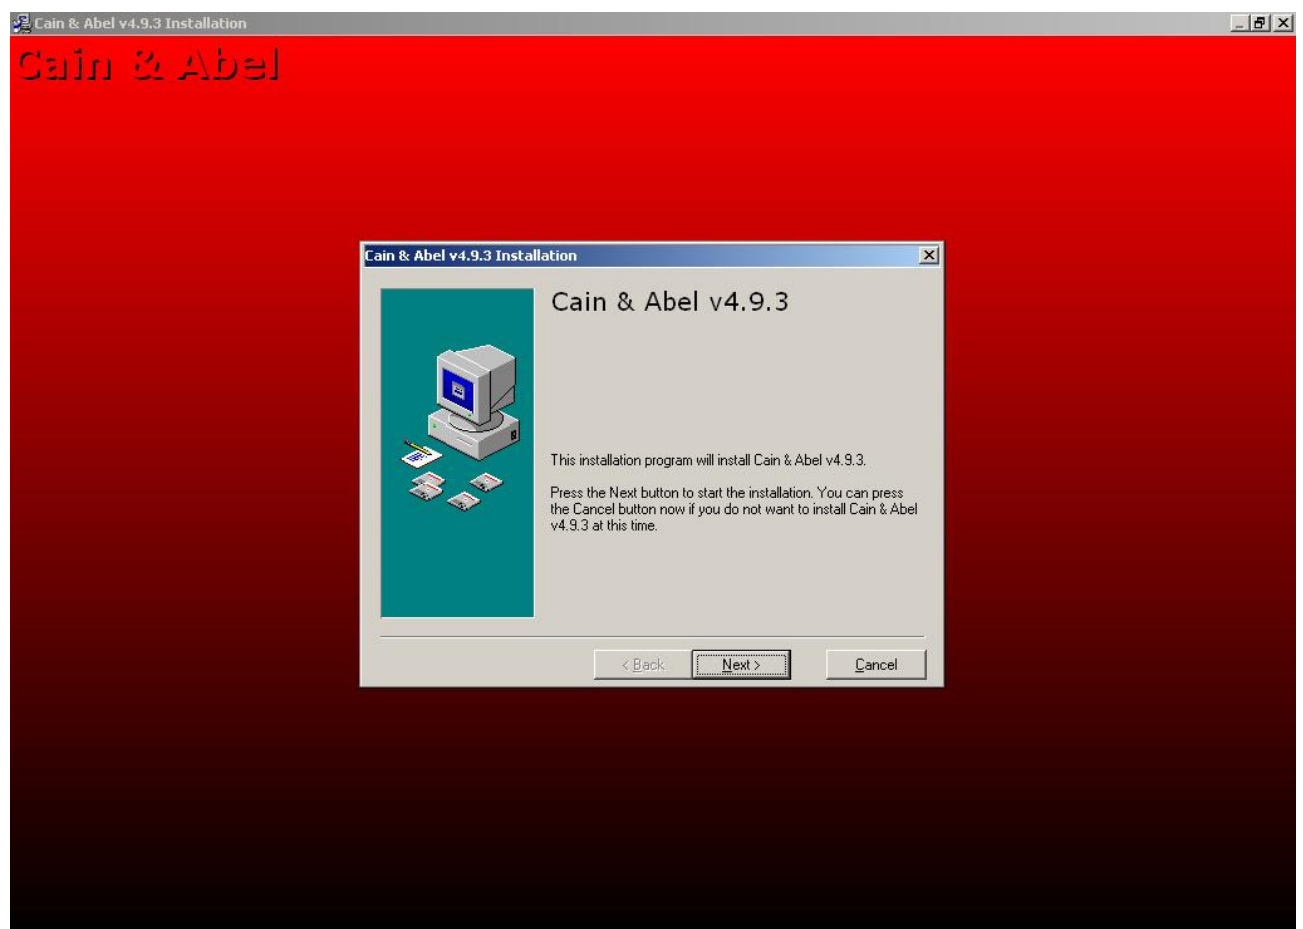 Cain & Abel v4.9.3 Installation
Cain & Abel
Cain & Abel v4.9.3 Installation
Cain & Abel v4.9.3
This installation program will install Cain & Abel v4.9.3.
Press the Next button to start the installation. You can press
the Cancel button now if you do not want to install Cain & Abel
v4.9.3 at this time.
< Back Next > Cancel